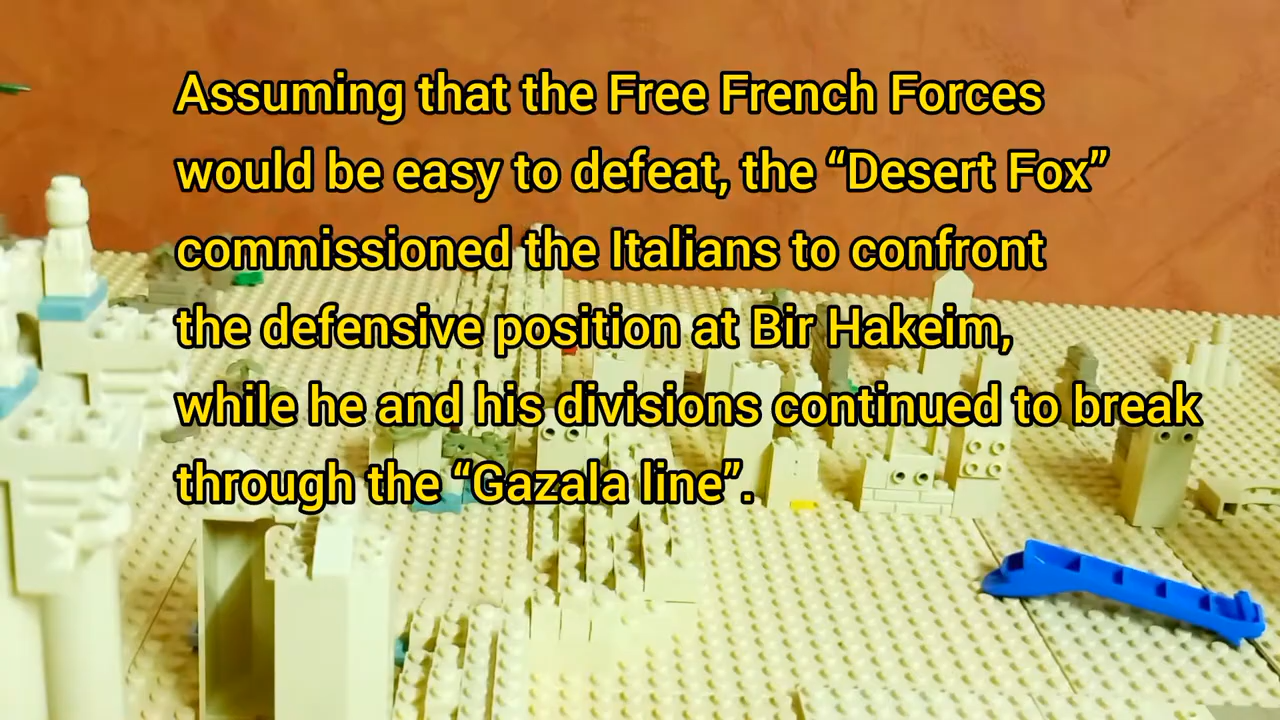 Assuming that the Free French Forces
would be easy to defeat, the “Desert Fox”
commissioned the Italians to confront
the defensive position at Bir Hakeim,
while he and his divisions continued to break
through the “Gazala line”.